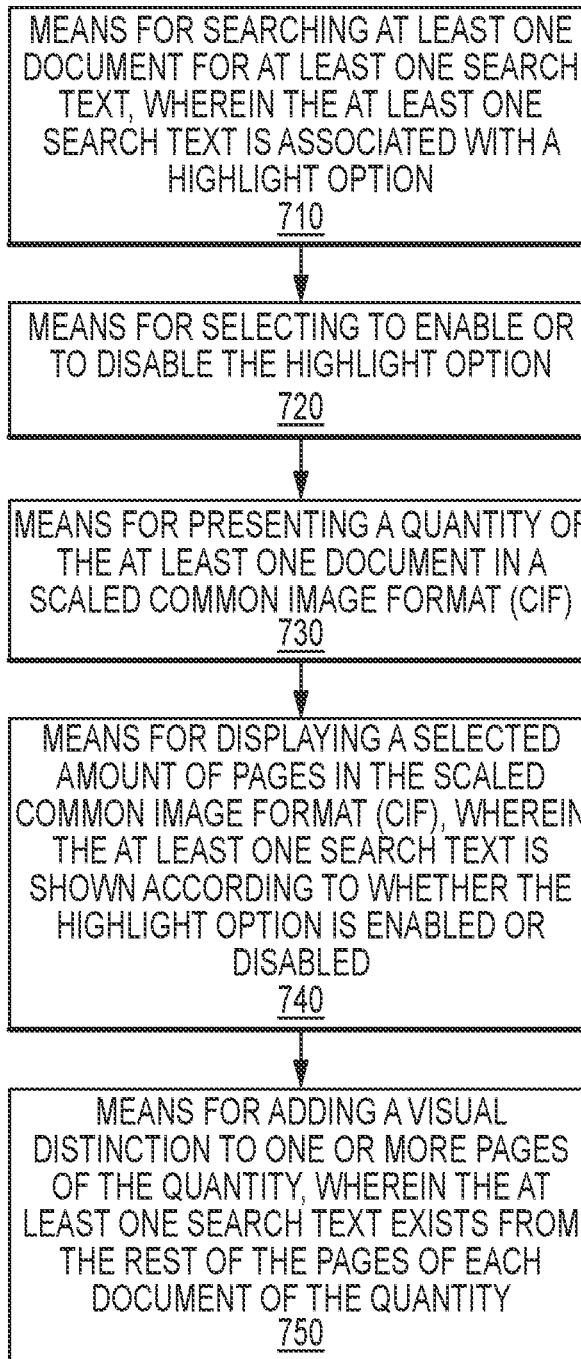 MEANS FOR SEARCHING AT LEAST ONE
DOCUMENT FOR AT LEAST ONE SEARCH
TEXT, WHEREIN THE AT LEAST ONE
SEARCH TEXT IS ASSOCIATED WITH A
HIGHLIGHT OPTION
710
MEANS FOR SELECTING TO ENABLE OR
TO DISABLE THE HIGHLIGHT OPTION
720
MEANS FOR PRESENTING A QUANTITY OF
THE AT LEAST ONE DOCUMENT IN A
SCALED COMMON IMAGE FORMAT (CIF)
730
MEANS FOR DISPLAYING A SELECTED
AMOUNT OF PAGES IN THE SCALED
COMMON IMAGE FORMAT (CIF), WHEREIN
THE AT LEAST ONE SEARCH TEXT IS
SHOWN ACCORDING TO WHETHER THE
HIGHLIGHT OPTION IS ENABLED OR
DISABLED
740
MEANS FOR ADDING A VISUAL
DISTINCTION TO ONE OR MORE PAGES
OF THE QUANTITY, WHEREIN THE AT
LEAST ONE SEARCH TEXT EXISTS FROM
THE REST OF THE PAGES OF EACH
DOCUMENT OF THE QUANTITY
750